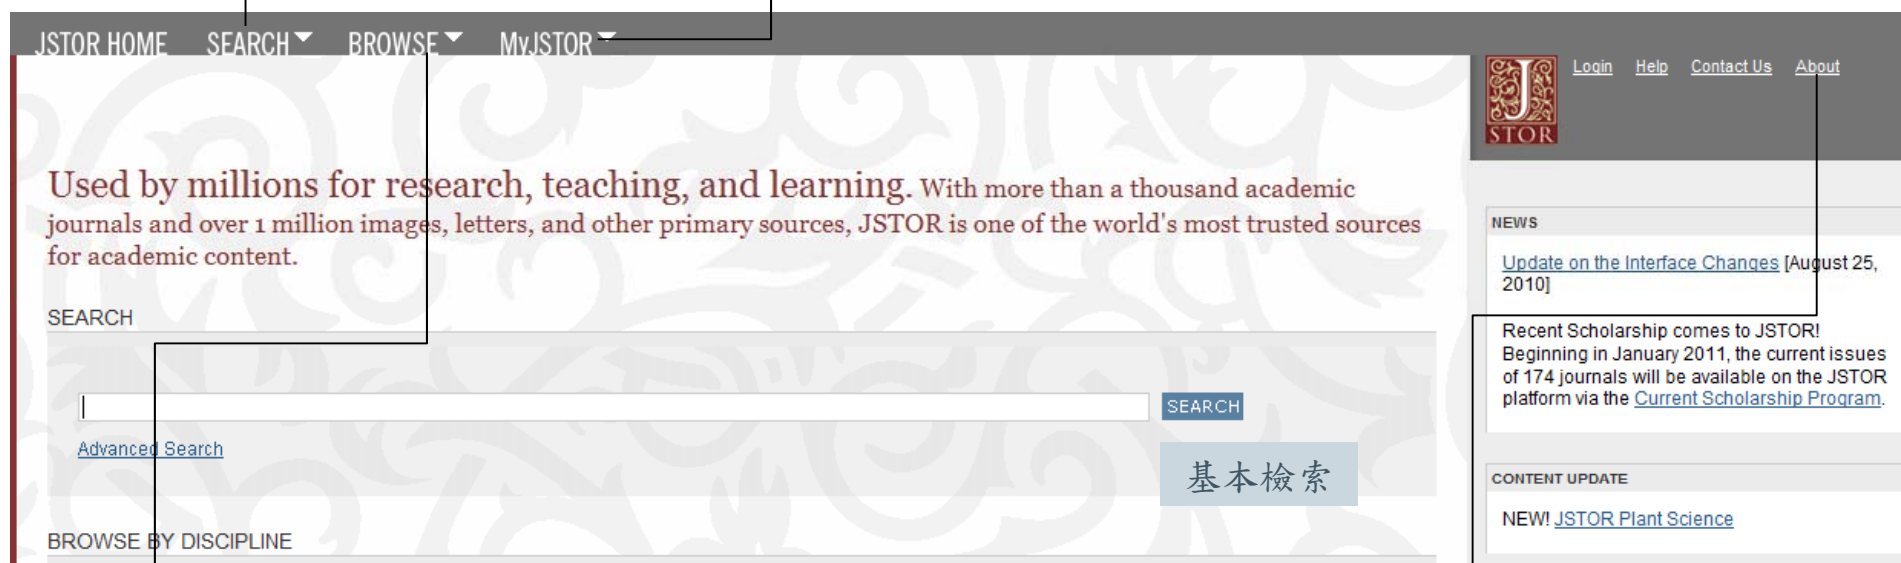 JSTOR HOME SEARCH BROWSE MyJSTOR
Login Help Contact Us About
J
STOR
Used by millions for research, teaching, and learning. With more than a thousand academic
journals and over 1 million images, letters, and other primary sources, JSTOR is one of the world's most trusted sources
for academic content.
SEARCH
SEARCH
Advanced Search
基本檢索
BROWSE BY DISCIPLINE
NEWS
Update on the Interface Changes [August 25,
2010]
Recent Scholarship comes to JSTOR!
Beginning in January 2011, the current issues
of 174 journals will be available on the JSTOR
platform via the Current Scholarship Program.
CONTENT UPDATE
NEW! JSTOR Plant Science